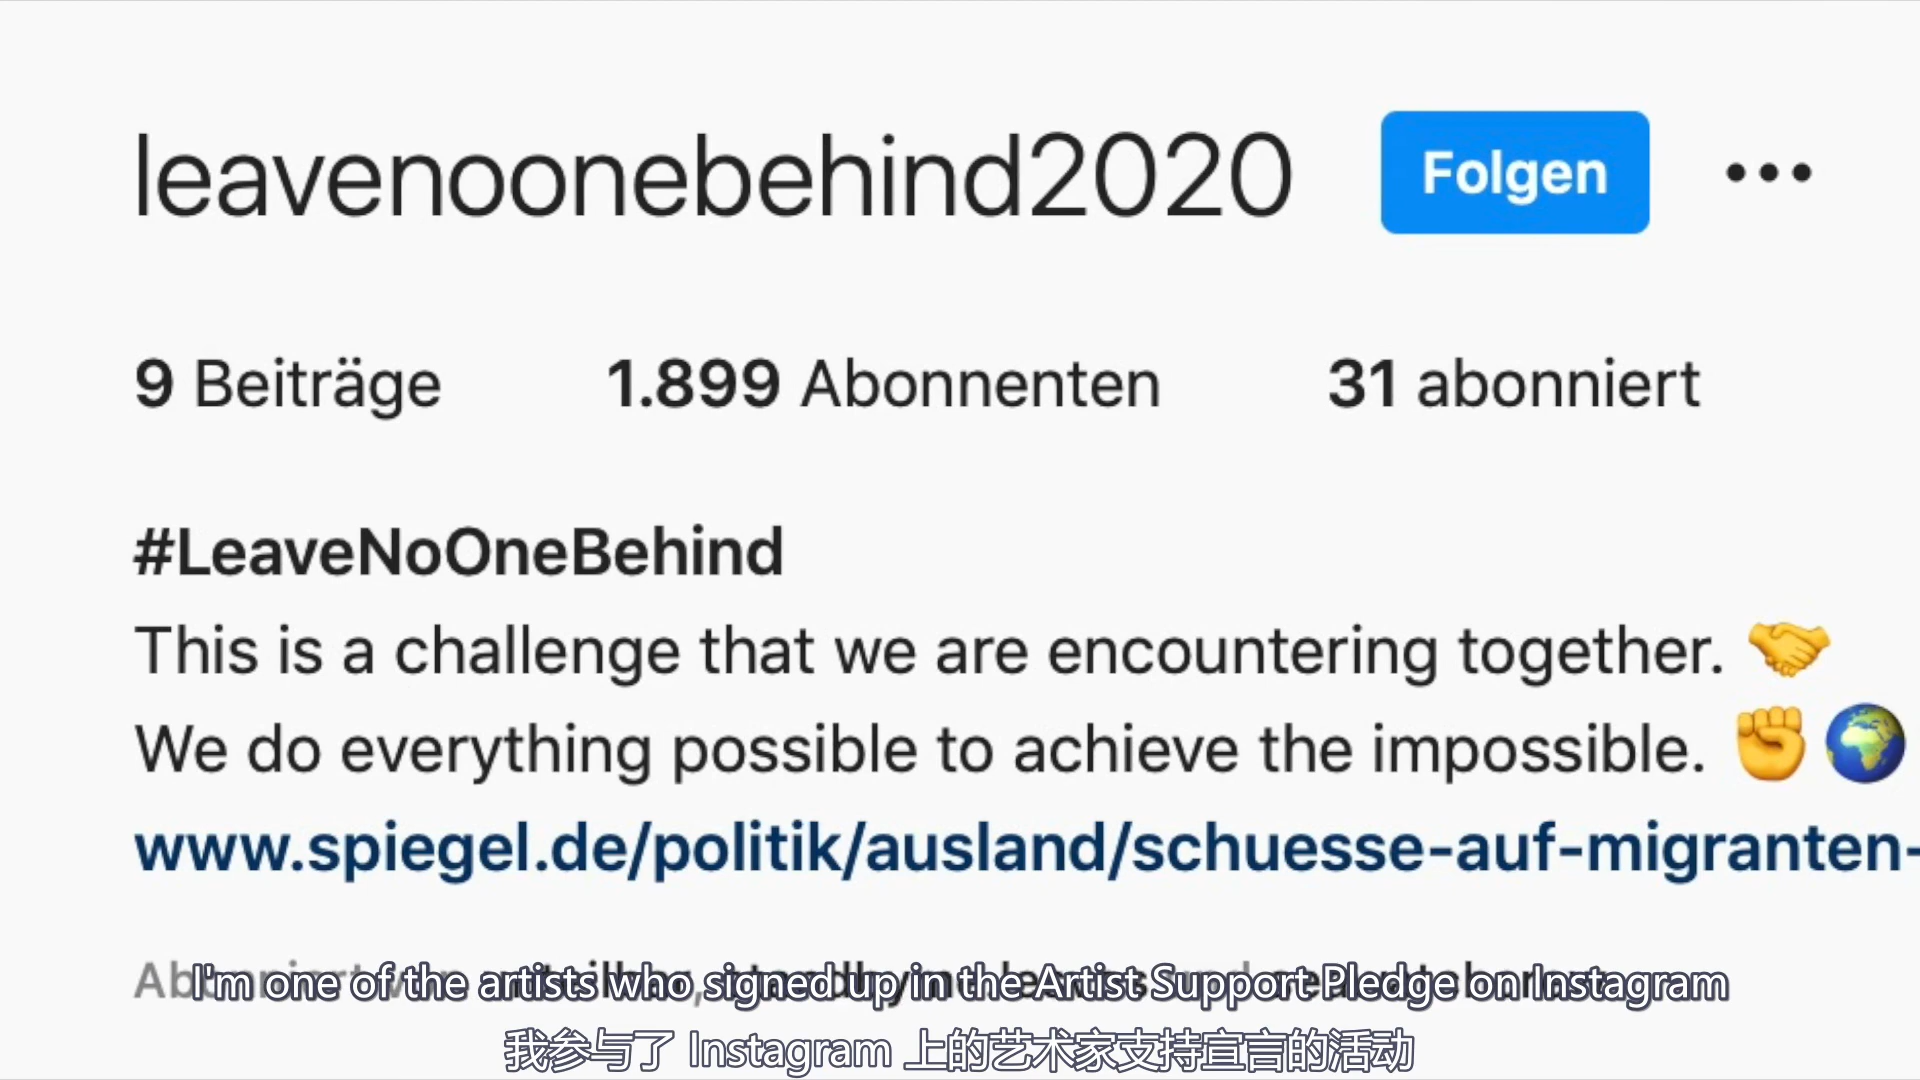 leavenoonebehind2020 Folgen
9 Beiträge 1.899 Abonnenten 31 abonniert
#LeaveNoOneBehind
This is a challenge that we are encountering together. 🤝
We do everything possible to achieve the impossible. ✊🌍
www.spiegel.de/politik/ausland/schuesse-auf-migranten-
I'm one of the artists who signed up in the Artist Support Pledge on Instagram
我参与了 Instagram 上的艺术家支持宣言的活动